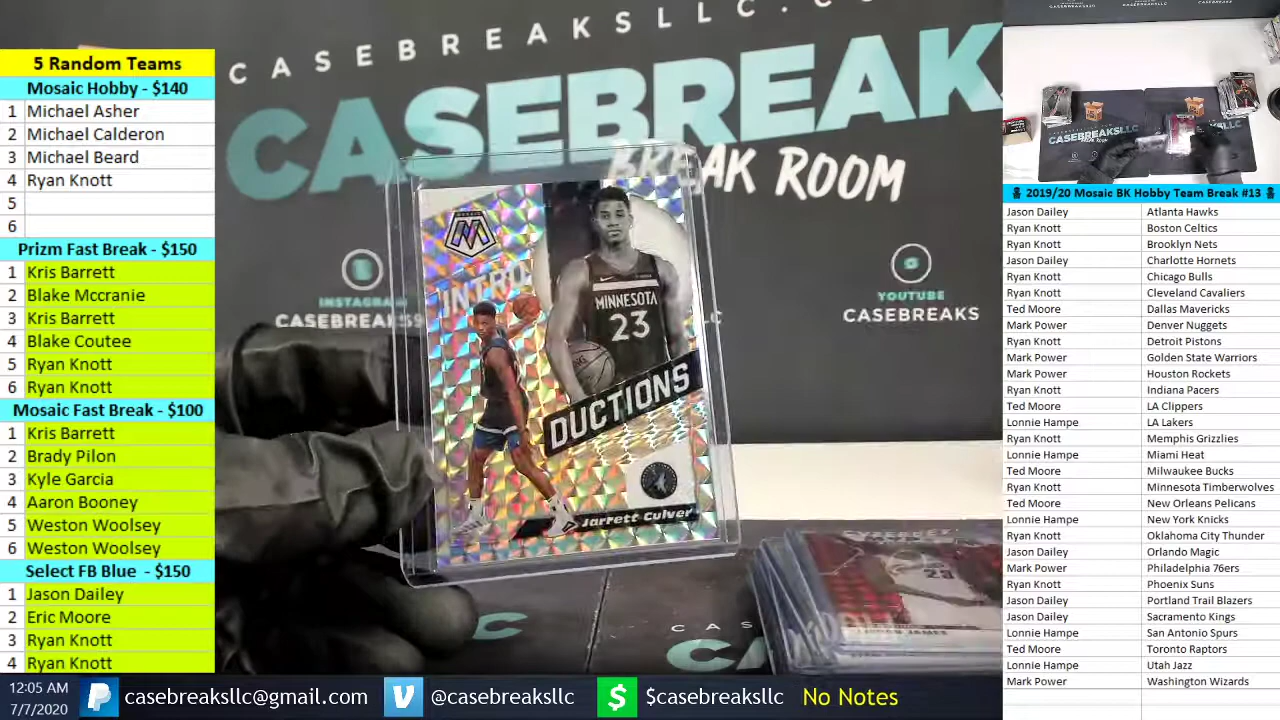 5 Random Teams
Mosaic Hobby - $140
1 Michael Asher
2 Michael Calderon
3 Michael Beard
4 Ryan Knott
5
6
Prizm Fast Break - $150
1 Kris Barrett
2 Blake Mccranie
3 Kris Barrett
4 Blake Coutee
5 Ryan Knott
6 Ryan Knott
Mosaic Fast Break - $100
1 Kris Barrett
2 Brady Pilon
3 Kyle Garcia
4 Aaron Booney
5 Weston Woolsey
6 Weston Woolsey
Select FB Blue - $150
1 Jason Dailey
2 Eric Moore
3 Ryan Knott
4 Ryan Knott
CASEBREAKSLLC.C
CASEBREAK
BREAK ROOM
INSTAGRAM
CASEBREAKS
YOUTUBE
CASEBREAKS
MOSAIC
M
INTRO
DUCTIONS
MINNESOTA
23
Jarrett Culver
23
2019/20 Mosaic BK Hobby Team Break #13
Jason Dailey Atlanta Hawks
Ryan Knott Boston Celtics
Ryan Knott Brooklyn Nets
Jason Dailey Charlotte Hornets
Ryan Knott Chicago Bulls
Ryan Knott Cleveland Cavaliers
Ted Moore Dallas Mavericks
Mark Power Denver Nuggets
Ryan Knott Detroit Pistons
Mark Power Golden State Warriors
Mark Power Houston Rockets
Ryan Knott Indiana Pacers
Ted Moore LA Clippers
Lonnie Hampe LA Lakers
Ryan Knott Memphis Grizzlies
Lonnie Hampe Miami Heat
Ted Moore Milwaukee Bucks
Ryan Knott Minnesota Timberwolves
Ted Moore New Orleans Pelicans
Lonnie Hampe New York Knicks
Ryan Knott Oklahoma City Thunder
Jason Dailey Orlando Magic
Mark Power Philadelphia 76ers
Ryan Knott Phoenix Suns
Jason Dailey Portland Trail Blazers
Jason Dailey Sacramento Kings
Lonnie Hampe San Antonio Spurs
Ted Moore Toronto Raptors
Lonnie Hampe Utah Jazz
Mark Power Washington Wizards
12:05 AM
7/7/2020
casebreaksllc@gmail.com
@casebreaksllc
$casebreaksllc
No Notes